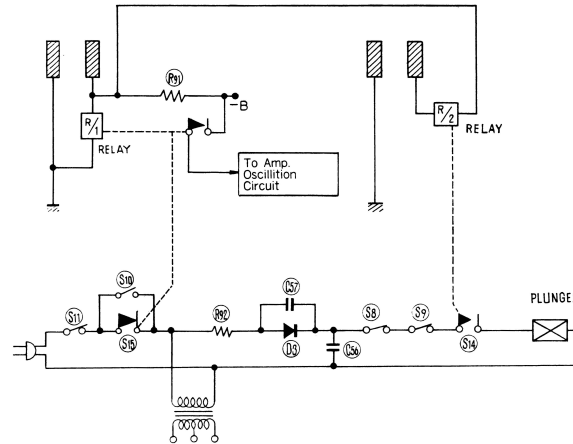 R91
-B
R/1
RELAY
To Amp.
Oscillition
Circuit
R/2
RELAY
S10
S11
S15
R92
C57
D3
C56
S8
S9
S14
PLUNGE